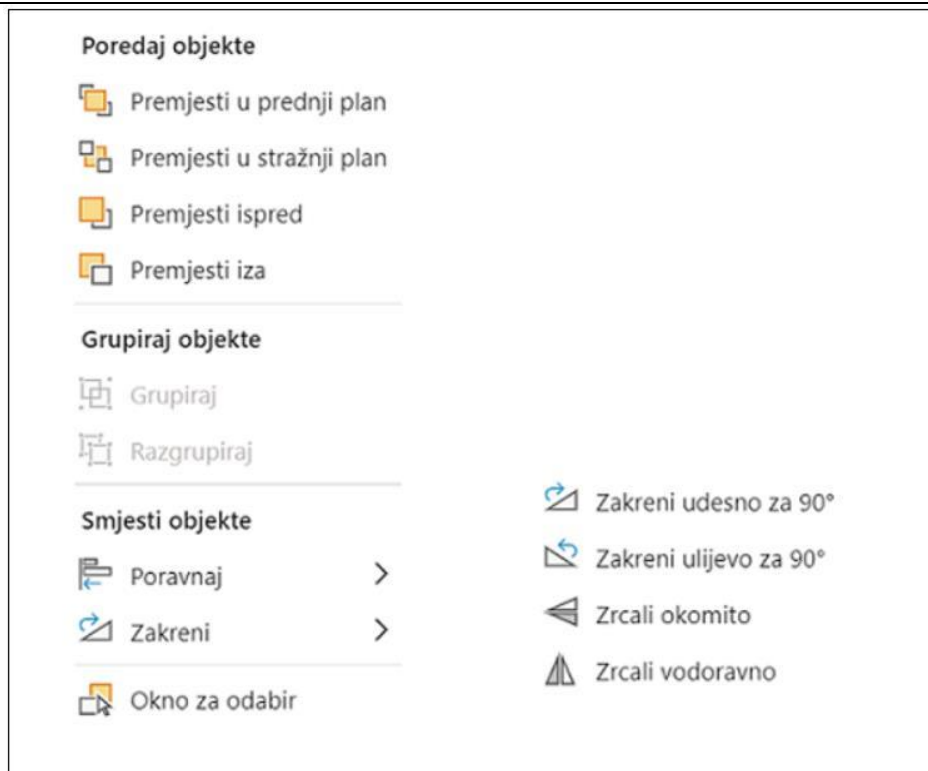 Poredaj objekte
Premjesti u prednji plan
Premjesti u stražnji plan
Premjesti ispred
Premjesti iza
Grupiraj objekte
Grupiraj
Razgrupiraj
Smjesti objekte
Poravnaj
Zakreni
Okno za odabir
Zakreni udesno za 90°
Zakreni ulijevo za 90°
Zrcali okomito
Zrcali vodoravno